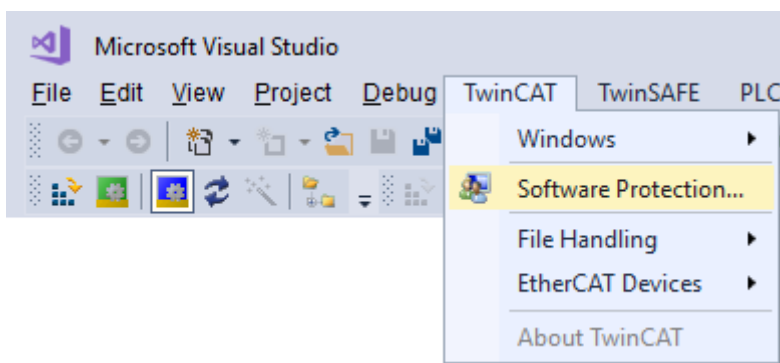 Microsoft Visual Studio
File Edit View Project Debug TwinCAT TwinSAFE PLC
Windows
Software Protection...
File Handling
EtherCAT Devices
About TwinCAT